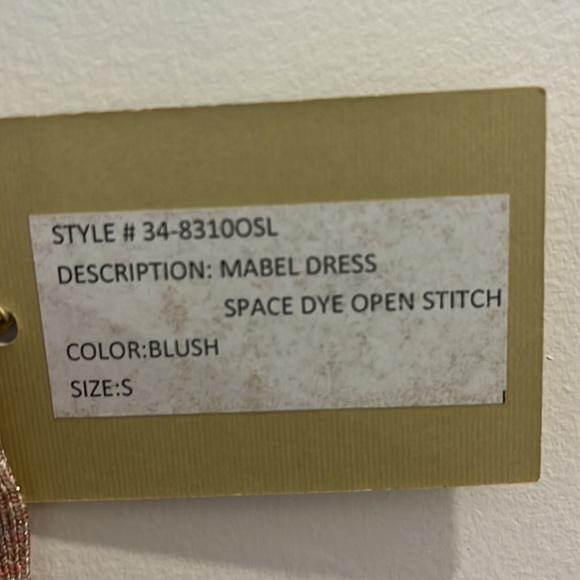 STYLE # 34-8310OSL
DESCRIPTION: MABEL DRESS
SPACE DYE OPEN STITCH
COLOR:BLUSH
SIZE:S